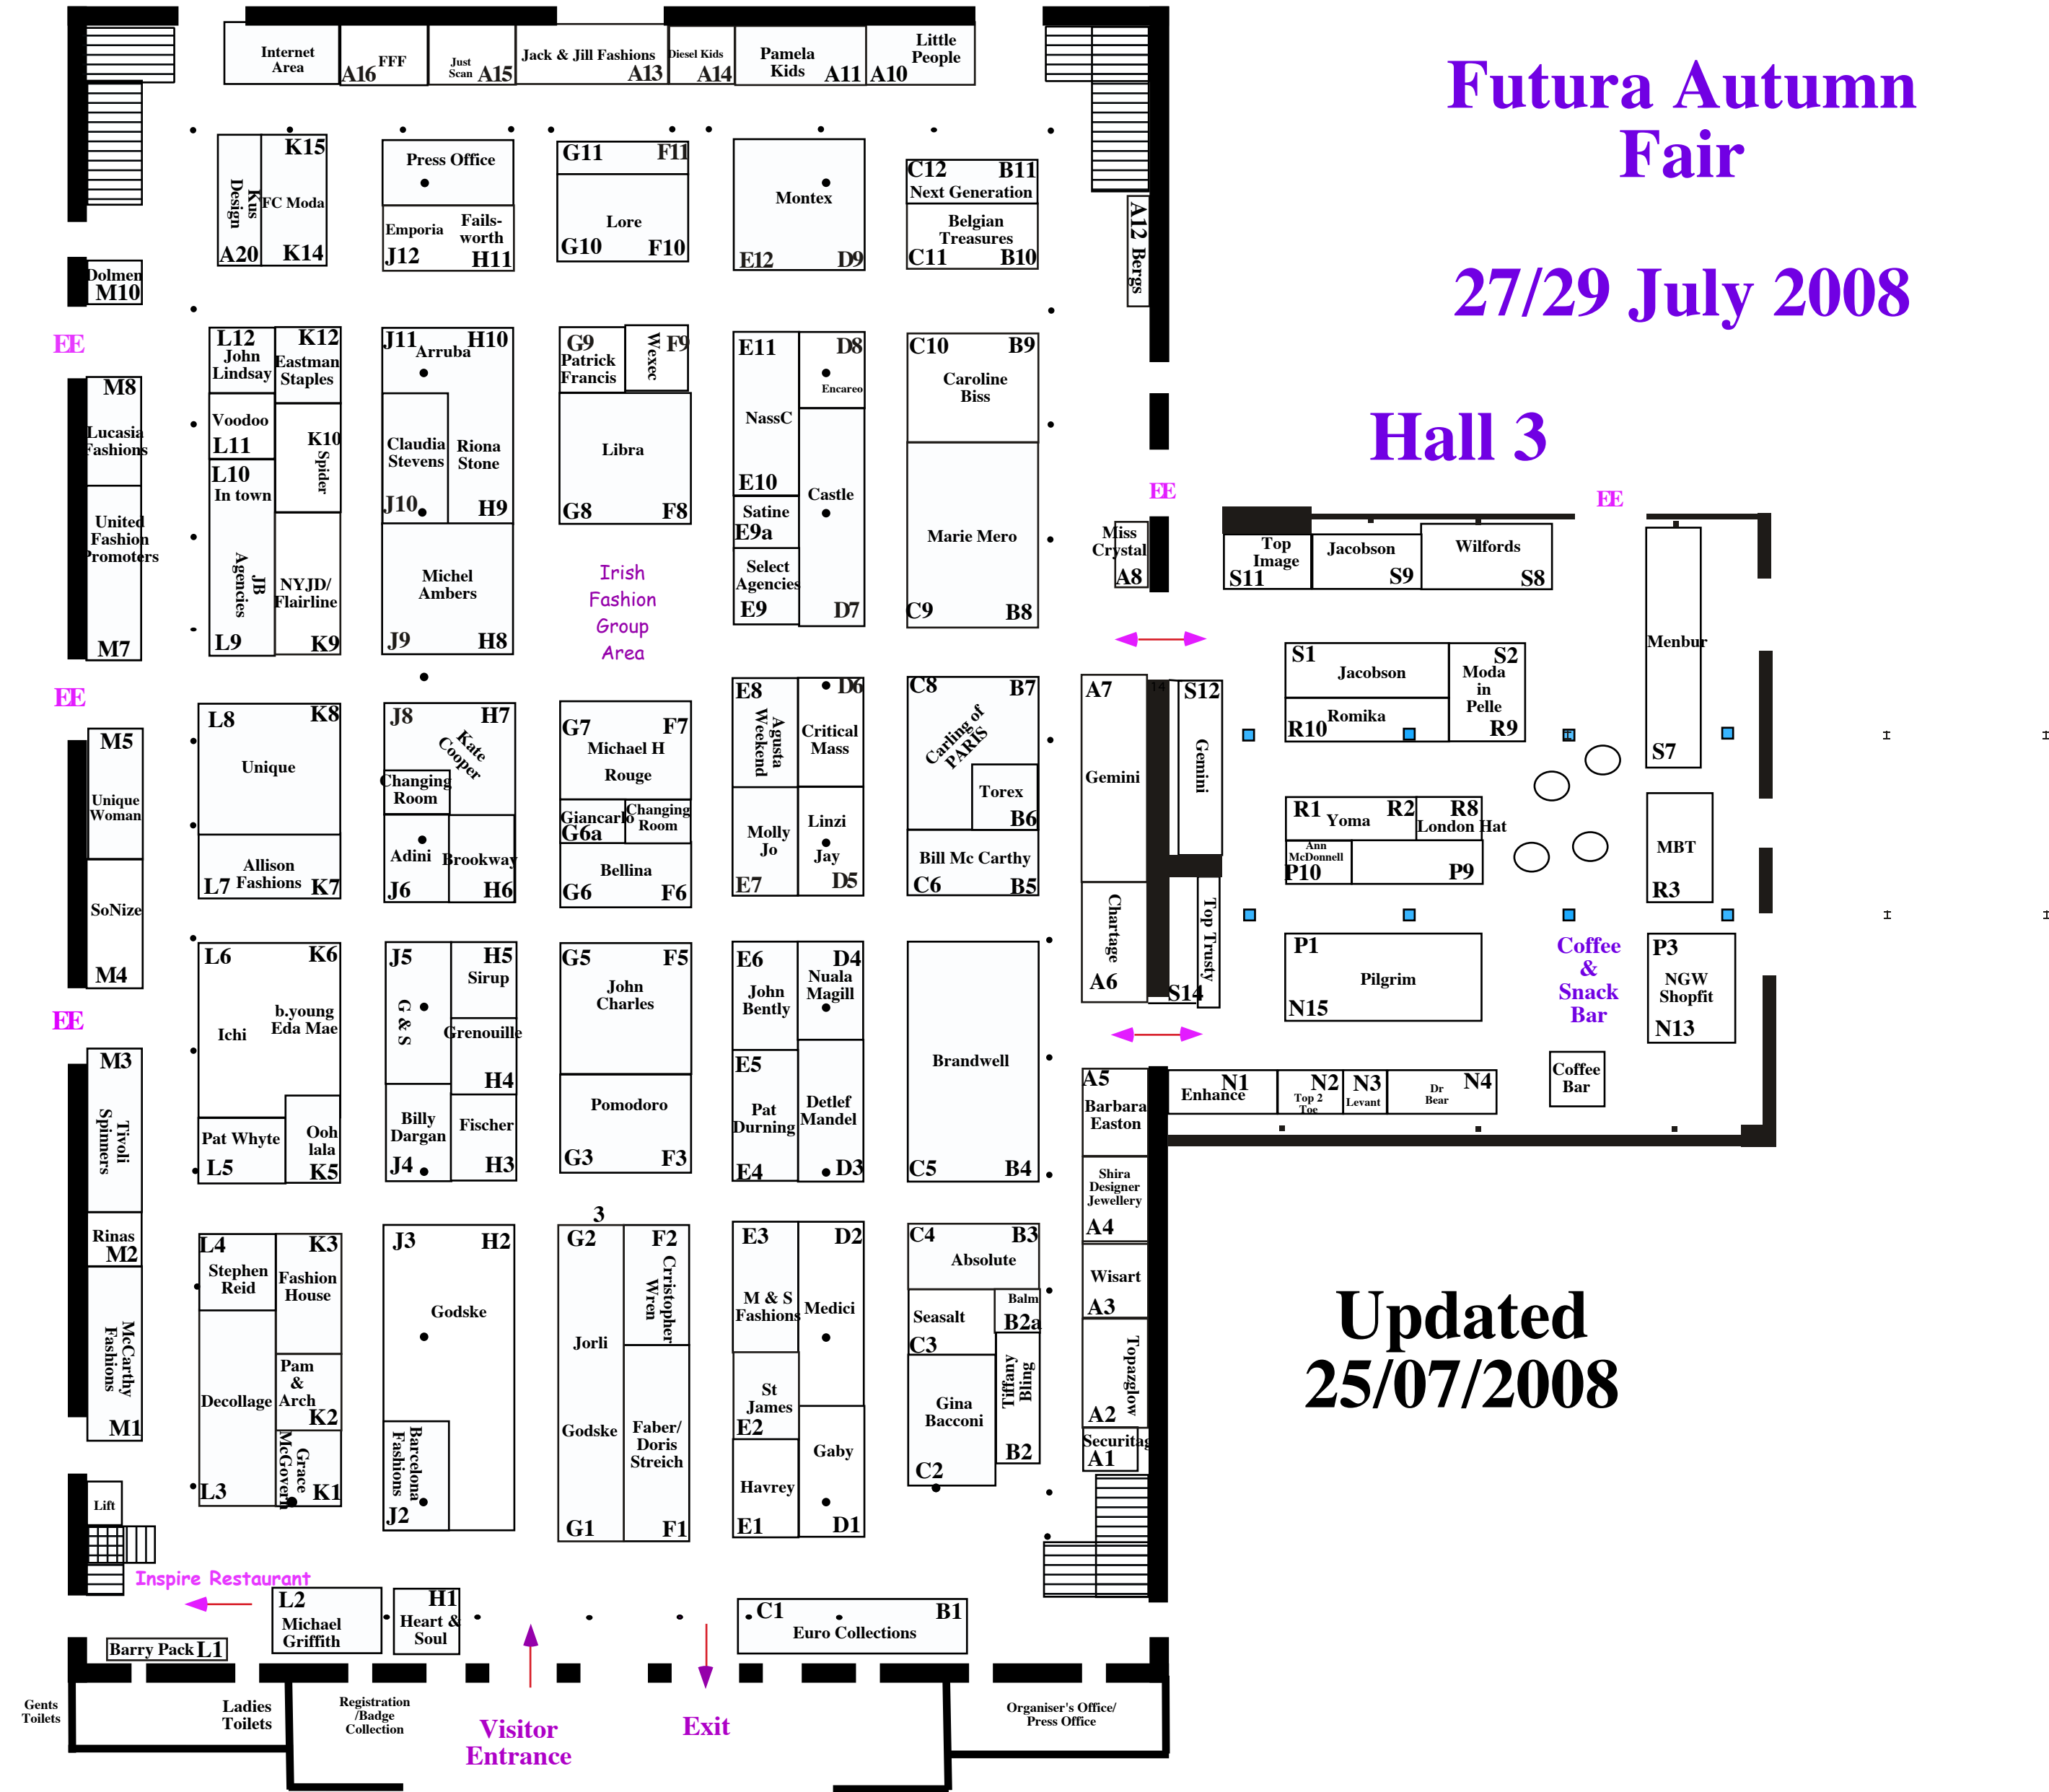 Futura Autumn
Fair
27/29 July 2008
Hall 3
Updated
25/07/2008
Internet
Area
A16 FFF
Just
Scan A15
Jack & Jill Fashions
A13
Diesel Kids
A14
Pamela
Kids A11
A10 Little
People
K15
Kus
Design
FC Moda
A20 K14
Press Office
Emporia
J12
Fails-
worth
H11
G11 F11
Lore
G10 F10
Montex
E12 D9
C12 B11
Next Generation
Belgian
Treasures
C11 B10
A12 Bergs
Dolmen
M10
EE
M8
Lucasia
Fashions
United
Fashion
Promoters
M7
L12
John
Lindsay
K12
Eastman
Staples
Voodoo
L11
K10
Spider
L10
In town
JB
Agencies
L9
NYJD/
Flairline
K9
J11 H10
Arruba
Claudia
Stevens
J10
Riona
Stone
H9
Michel
Ambers
J9 H8
G9
Patrick
Francis
Wexec
F9
Libra
G8 F8
Irish
Fashion
Group
Area
E11
NassC
E10
D8
Encareo
Satine
E9a
Castle
Select
Agencies
E9
D7
C10 B9
Caroline
Biss
Marie Mero
C9 B8
EE
Miss
Crystal
A8
EE
Top
Image
S11
Jacobson
S9
Wilfords
S8
Menbur
S7
S1
Jacobson
Romika
R10
S2
Moda
in
Pelle
R9
EE
M5
Unique
Woman
SoNize
M4
L8 K8
Unique
Allison
Fashions
L7 K7
J8 H7
Kate
Cooper
Changing
Room
Adini
J6
Brookway
H6
G7 F7
Michael H
Rouge
Giancarlo
G6a
Changing
Room
Bellina
G6 F6
E8
Agusta
Weekend
D6
Critical
Mass
Molly
Jo
E7
Linzi
Jay
D5
C8 B7
Carling of
PARIS
Torex
B6
Bill Mc Carthy
C6 B5
A7
Gemini
14
S12
Gemini
Chartage
A6
Top Trusty
S14
R1 Yoma R2
R8
London Hat
Ann
McDonnell
P10
P9
MBT
R3
P1
Pilgrim
N15
Coffee
&
Snack
Bar
P3
NGW
Shopfit
N13
Coffee
Bar
Enhance N1
N2
Top 2
Toe
N3
Levant
Dr
Bear
N4
EE
M3
Tivoli
Spinners
Rinas
M2
McCarthy
Fashions
M1
L6 K6
Ichi
b.young
Eda Mae
Pat Whyte
L5
Ooh
lala
K5
J5
G & S
H5
Sirup
Grenouille
H4
Billy
Dargan
J4
Fischer
H3
G5 F5
John
Charles
Pomodoro
G3 F3
E6
John
Bently
D4
Nuala
Magill
E5
Pat
Durning
E4
Detlef
Mandel
D3
Brandwell
C5 B4
A5
Barbara
Easton
Shira
Designer
Jewellery
A4
Wisart
A3
Topazglow
A2
Securitag
A1
L4
Stephen
Reid
K3
Fashion
House
Decollage
L3
Pam
&
Arch
K2
Grace
McGovern
K1
J3 H2
Godske
Barcelona
Fashions
J2
3
G2
Jorli
Godske
G1
F2
Crristopher
Wren
Faber/
Doris
Streich
F1
E3
M & S
Fashions
D2
Medici
St
James
E2
Gaby
D1
Havrey
E1
C4 B3
Absolute
Seasalt
C3
Balm
B2a
Gina
Bacconi
C2
Tiffany
Bling
B2
Lift
Inspire Restaurant
L2
Michael
Griffith
H1
Heart &
Soul
C1 B1
Euro Collections
Barry Pack L1
Gents
Toilets
Ladies
Toilets
Registration
/Badge
Collection
Visitor
Entrance
Exit
Organiser's Office/
Press Office